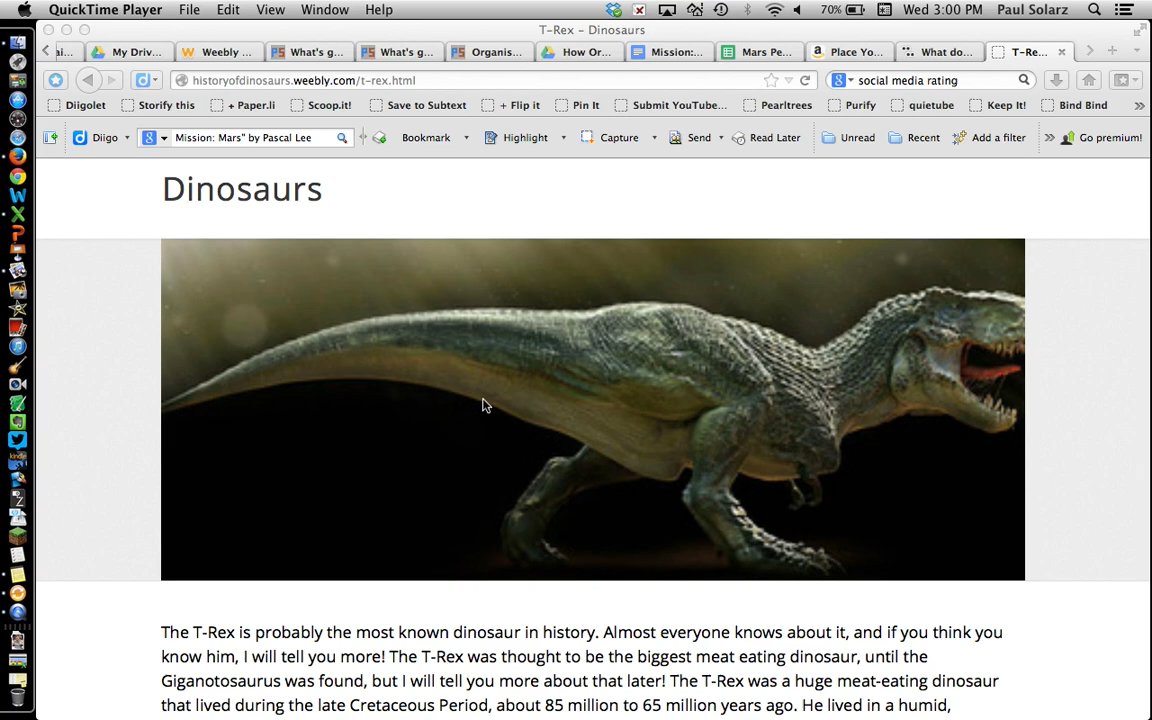 QuickTime Player File Edit View Window Help 70% Wed 3:00 PM Paul Solarz
T-Rex – Dinosaurs
ai... My Driv... Weebly ... What's g... What's g... Organis... How Or... Mission:... Mars Pe... Place Yo... What do... T-Re...
historyofdinosaurs.weebly.com/t-rex.html social media rating
Diigolet Storify this + Paper.li Scoop.it! Save to Subtext + Flip it Pin It Submit YouTube... Pearltrees Purify quietube Keep It! Bind Bind
Diigo Mission: Mars" by Pascal Lee Bookmark Highlight Capture Send Read Later Unread Recent Add a filter Go premium!
Dinosaurs
The T-Rex is probably the most known dinosaur in history. Almost everyone knows about it, and if you think you
know him, I will tell you more! The T-Rex was thought to be the biggest meat eating dinosaur, until the
Giganotosaurus was found, but I will tell you more about that later! The T-Rex was a huge meat-eating dinosaur
that lived during the late Cretaceous Period, about 85 million to 65 million years ago. He lived in a humid,